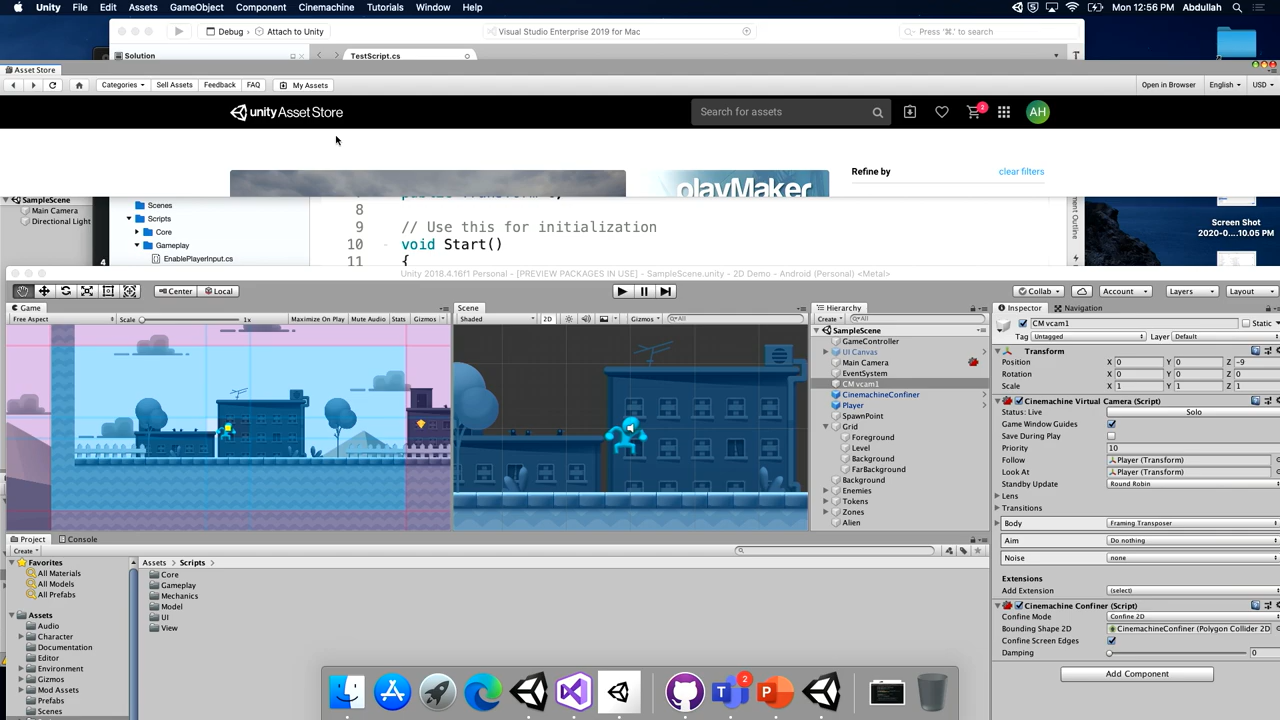 Unity File Edit Assets GameObject Component Cinemachine Tutorials Window Help Mon 12:56 PM Abdullah
Debug Attach to Unity Visual Studio Enterprise 2019 for Mac Press '⌘.' to search
Solution TestScript.cs
Asset Store
Categories Sell Assets Feedback FAQ My Assets Open in Browser English USD
unity Asset Store Search for assets 2 AH
Refine by clear filters
playMaker
SampleScene
Main Camera
Directional Light
Scenes
Scripts
Core
Gameplay
EnablePlayerInput.cs
8
// Use this for initialization
10 void Start()
11 {
Screen Shot
2020-0....10.05 PM
Unity 2018.4.16f1 Personal - [PREVIEW PACKAGES IN USE] - SampleScene.unity - 2D Demo - Android (Personal) <Metal>
Center Local Collab Account Layers Layout
Game Scene Hierarchy Inspector Navigation
Free Aspect Scale 1x Maximize On Play Mute Audio Stats Gizmos
Shaded 2D Gizmos All
Create All
SampleScene
GameController
UI Canvas
Main Camera
EventSystem
CM vcam1
CinemachineConfiner
Player
SpawnPoint
Grid
Foreground
Level
Background
FarBackground
Background
Enemies
Tokens
Zones
Alien
CM vcam1 Static
Tag Untagged Layer Default
Transform
Position X 0 Y 0 Z -9
Rotation X 0 Y 0 Z 0
Scale X 1 Y 1 Z 1
Cinemachine Virtual Camera (Script)
Status: Live Solo
Game Window Guides
Save During Play
Priority 10
Follow Player (Transform)
Look At Player (Transform)
Standby Update Round Robin
Lens
Transitions
Body Framing Transposer
Aim Do nothing
Noise none
Extensions
Add Extension (select)
Cinemachine Confiner (Script)
Confine Mode Confine 2D
Bounding Shape 2D CinemachineConfiner (Polygon Collider 2D
Confine Screen Edges
Damping 0
Add Component
Project Console
Create
Favorites
All Materials
All Models
All Prefabs
Assets
Audio
Character
Documentation
Editor
Environment
Gizmos
Mod Assets
Prefabs
Scenes
Assets Scripts
Core
Gameplay
Mechanics
Model
UI
View
2